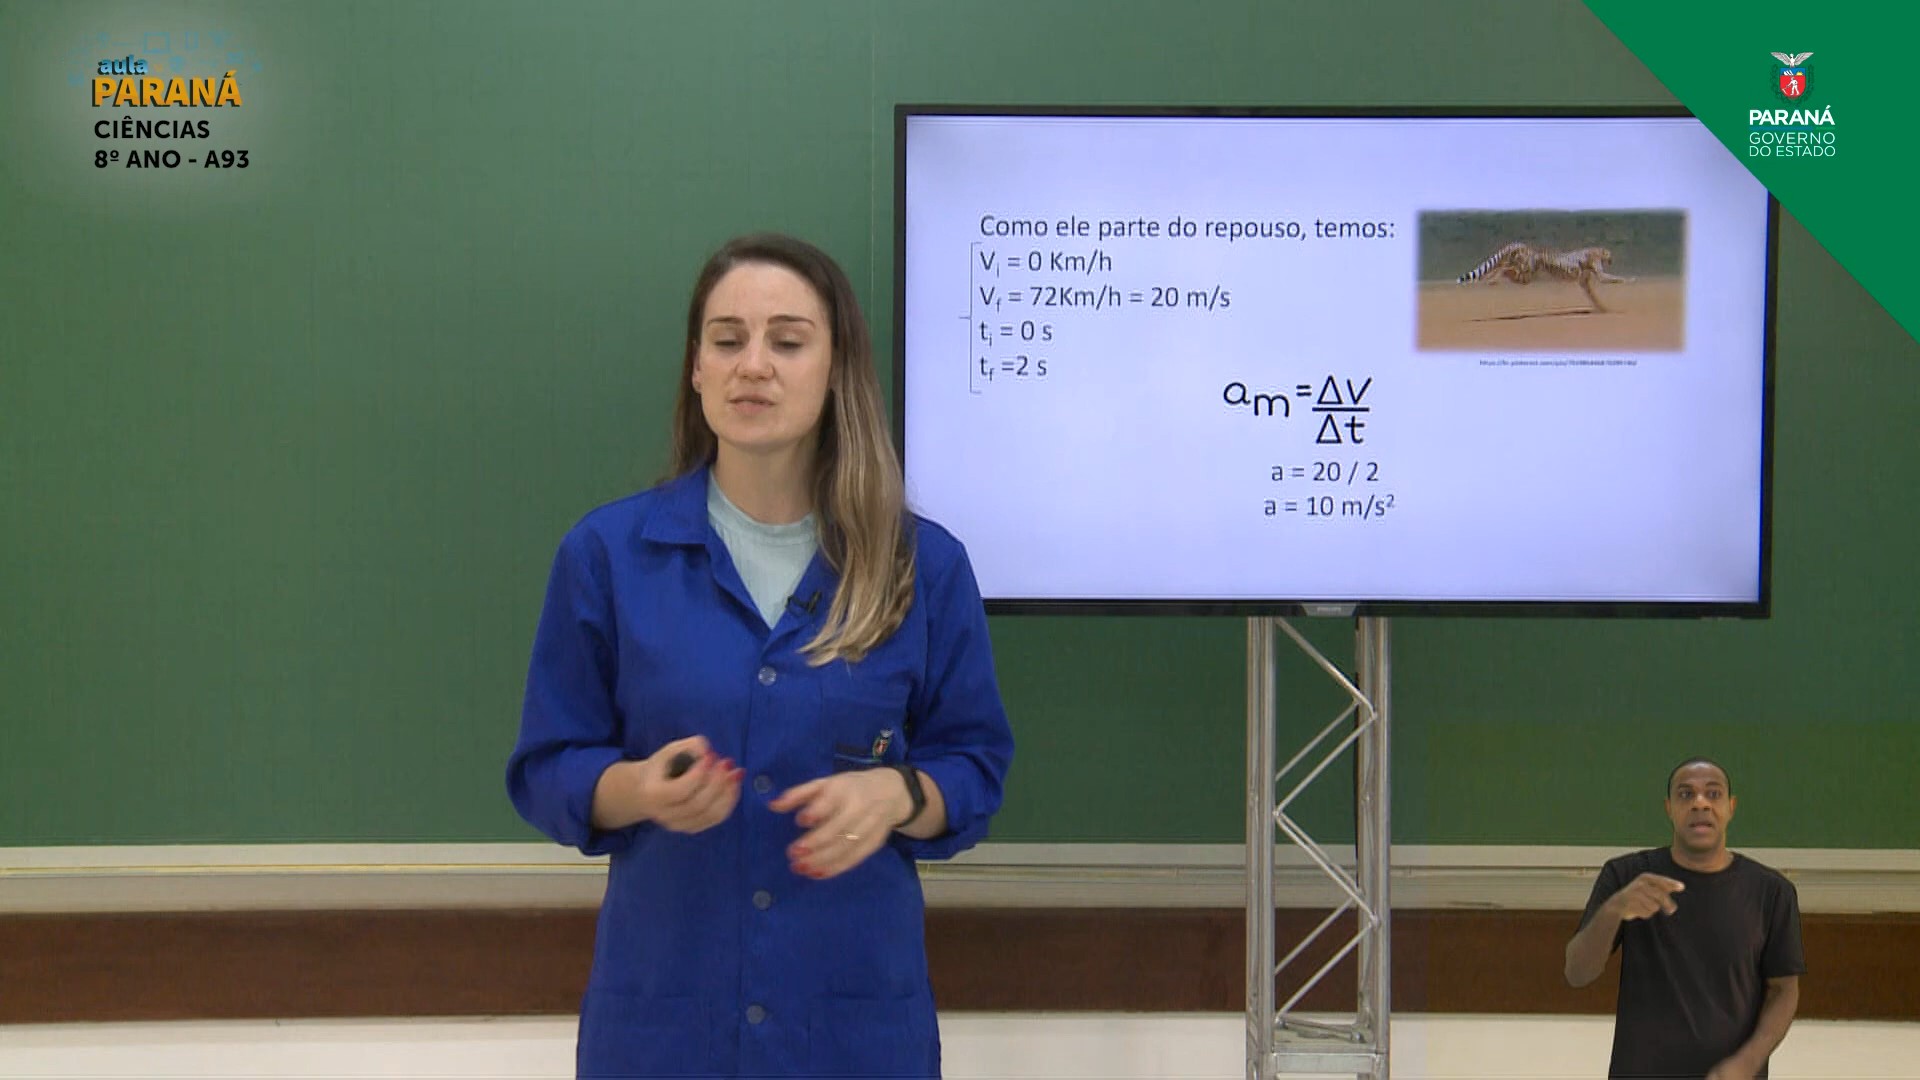 aula
PARANÁ
CIÊNCIAS
8º ANO - A93
PARANÁ
GOVERNO
DO ESTADO
Como ele parte do repouso, temos:
Vi = 0 Km/h
Vf = 72Km/h = 20 m/s
ti = 0 s
tf =2 s
am = ΔV
Δt
a = 20 / 2
a = 10 m/s²
PHILIPS